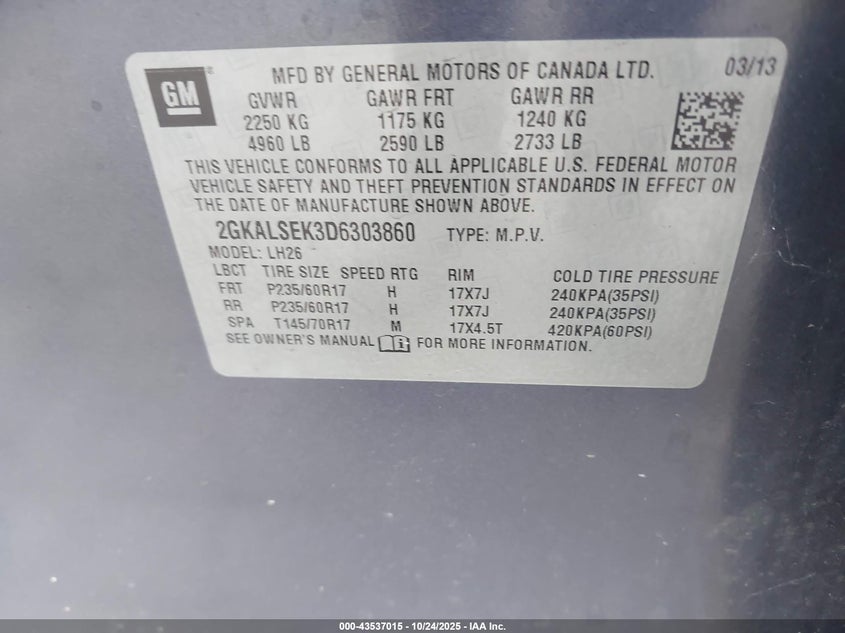 GM ® MFD BY GENERAL MOTORS OF CANADA LTD. 03/13
GVWR GAWR FRT GAWR RR
2250 KG 1175 KG 1240 KG
4960 LB 2590 LB 2733 LB
THIS VEHICLE CONFORMS TO ALL APPLICABLE U.S. FEDERAL MOTOR
VEHICLE SAFETY AND THEFT PREVENTION STANDARDS IN EFFECT ON
THE DATE OF MANUFACTURE SHOWN ABOVE.
2GKALSEK3D6303860 TYPE: M.P.V.
MODEL: LH26
LBCT TIRE SIZE SPEED RTG RIM COLD TIRE PRESSURE
FRT P235/60R17 H 17X7J 240KPA(35PSI)
RR P235/60R17 H 17X7J 240KPA(35PSI)
SPA T145/70R17 M 17X4.5T 420KPA(60PSI)
SEE OWNER'S MANUAL FOR MORE INFORMATION.
000-43537015 - 10/24/2025 - IAA Inc.